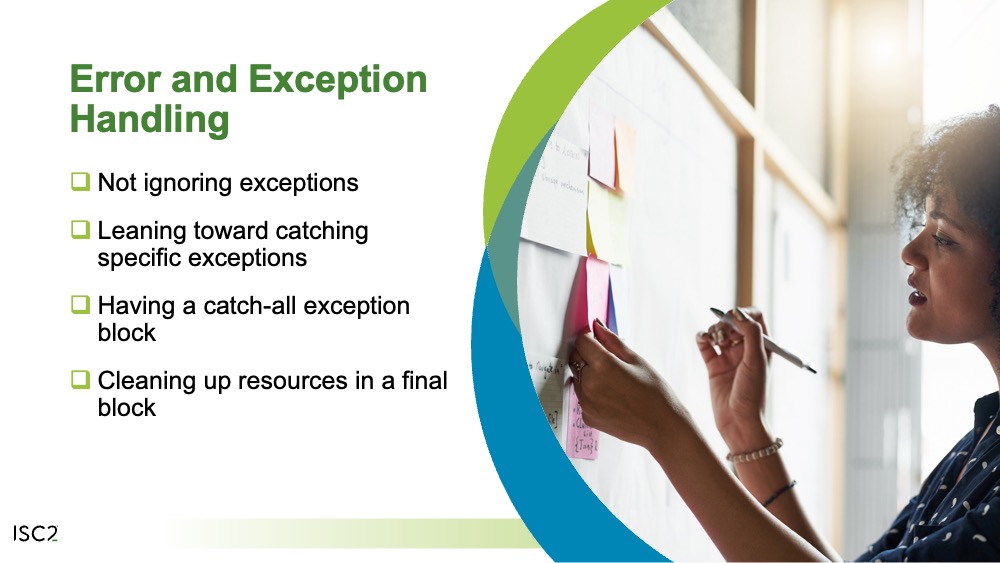 Error and Exception
Handling
Not ignoring exceptions
Leaning toward catching
specific exceptions
Having a catch-all exception
block
Cleaning up resources in a final
block
ISC2